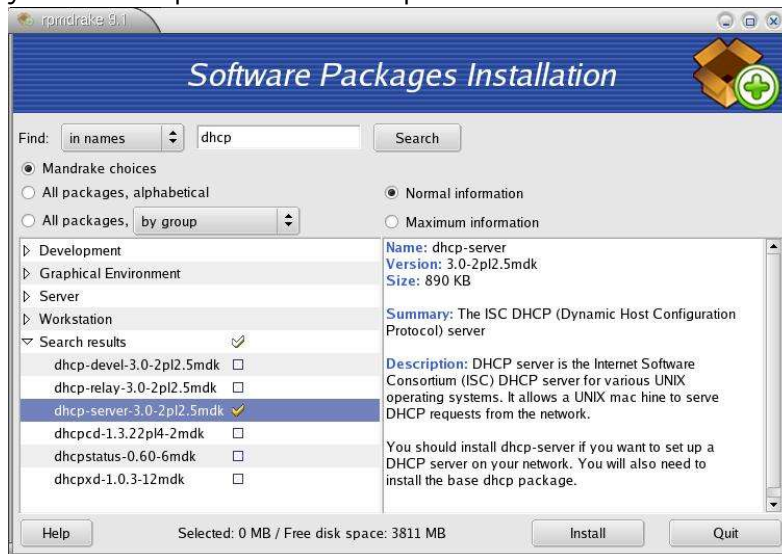 rpmdrake 9.1
Software Packages Installation
Find: in names dhcp Search
Mandrake choices
All packages, alphabetical
Normal information
All packages, by group
Maximum information
Development
Graphical Environment
Server
Workstation
Search results
dhcp-devel-3.0-2pl2.5mdk
dhcp-relay-3.0-2pl2.5mdk
dhcp-server-3.0-2pl2.5mdk
dhcpcd-1.3.22pl4-2mdk
dhcpstatus-0.60-6mdk
dhcpxd-1.0.3-12mdk
Name: dhcp-server
Version: 3.0-2pl2.5mdk
Size: 890 KB
Summary: The ISC DHCP (Dynamic Host Configuration
Protocol) server
Description: DHCP server is the Internet Software
Consortium (ISC) DHCP server for various UNIX
operating systems. It allows a UNIX mac hine to serve
DHCP requests from the network.
You should install dhcp-server if you want to set up a
DHCP server on your network. You will also need to
install the base dhcp package.
Help Selected: 0 MB / Free disk space: 3811 MB Install Quit